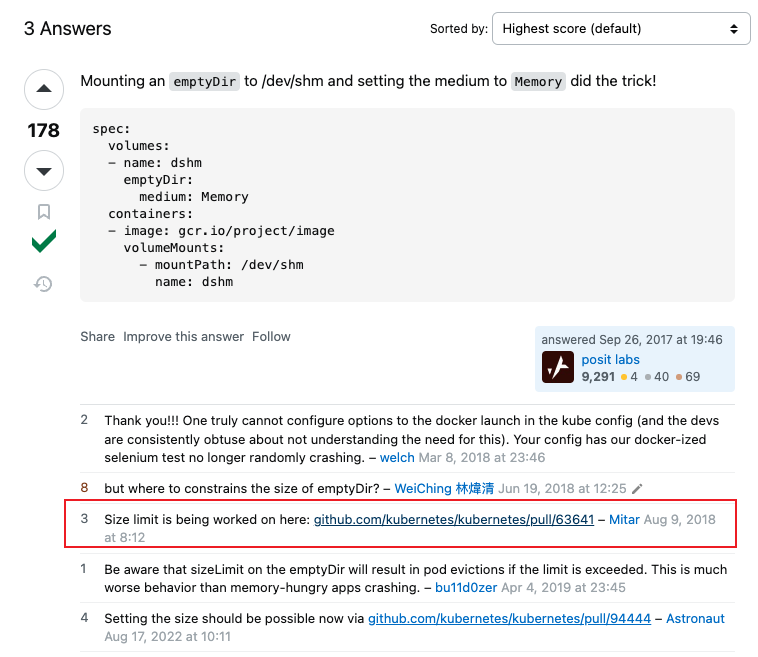 3 Answers
Sorted by: Highest score (default)
Mounting an emptyDir to /dev/shm and setting the medium to Memory did the trick!
178
spec:
  volumes:
  - name: dshm
    emptyDir:
      medium: Memory
  containers:
  - image: gcr.io/project/image
    volumeMounts:
      - mountPath: /dev/shm
        name: dshm
Share Improve this answer Follow
answered Sep 26, 2017 at 19:46
posit labs
9,291 ● 4 ● 40 ● 69
2 Thank you!!! One truly cannot configure options to the docker launch in the kube config (and the devs
are consistently obtuse about not understanding the need for this). Your config has our docker-ized
selenium test no longer randomly crashing. – welch Mar 8, 2018 at 23:46
8 but where to constrains the size of emptyDir? – WeiChing 林煒清 Jun 19, 2018 at 12:25
3 Size limit is being worked on here: github.com/kubernetes/kubernetes/pull/63641 – Mitar Aug 9, 2018
at 8:12
1 Be aware that sizeLimit on the emptyDir will result in pod evictions if the limit is exceeded. This is much
worse behavior than memory-hungry apps crashing. – bu11d0zer Apr 4, 2019 at 23:45
4 Setting the size should be possible now via github.com/kubernetes/kubernetes/pull/94444 – Astronaut
Aug 17, 2022 at 10:11